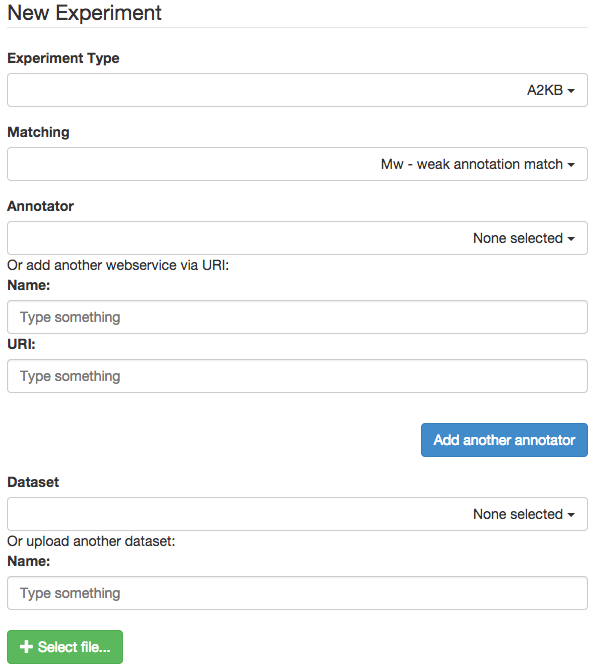 New Experiment
Experiment Type
A2KB
Matching
Mw - weak annotation match
Annotator
None selected
Or add another webservice via URI:
Name:
Type something
URI:
Type something
Add another annotator
Dataset
None selected
Or upload another dataset:
Name:
Type something
Select file...